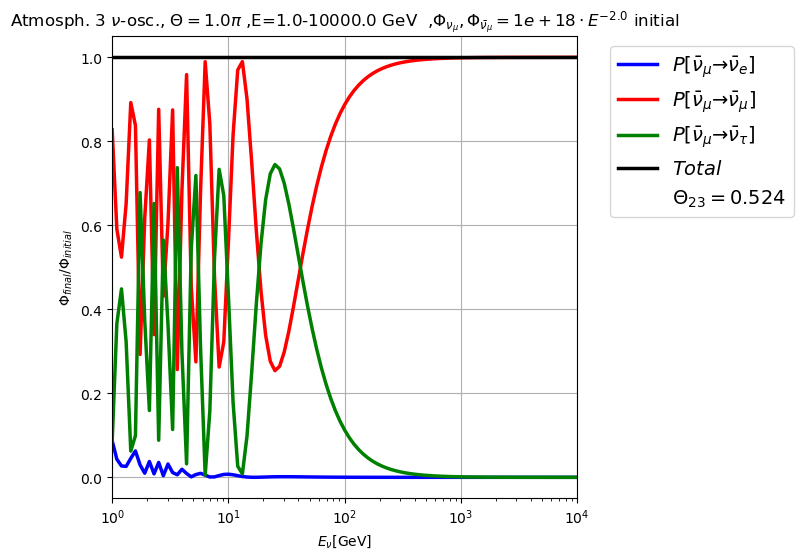 Atmosph. 3 ν-osc., Θ = 1.0π ,E=1.0-10000.0 GeV ,Φ_{ν_μ}, Φ_{ν̄_μ} = 1e + 18 · E^{−2.0} initial
P[ν̄_μ→ν̄_e]
P[ν̄_μ→ν̄_μ]
P[ν̄_μ→ν̄_τ]
Total
Θ_{23} = 0.524
Φ_{final}/Φ_{initial}
1.0
0.8
0.6
0.4
0.2
0.0
10^0
10^1
10^2
10^3
10^4
E_ν[GeV]